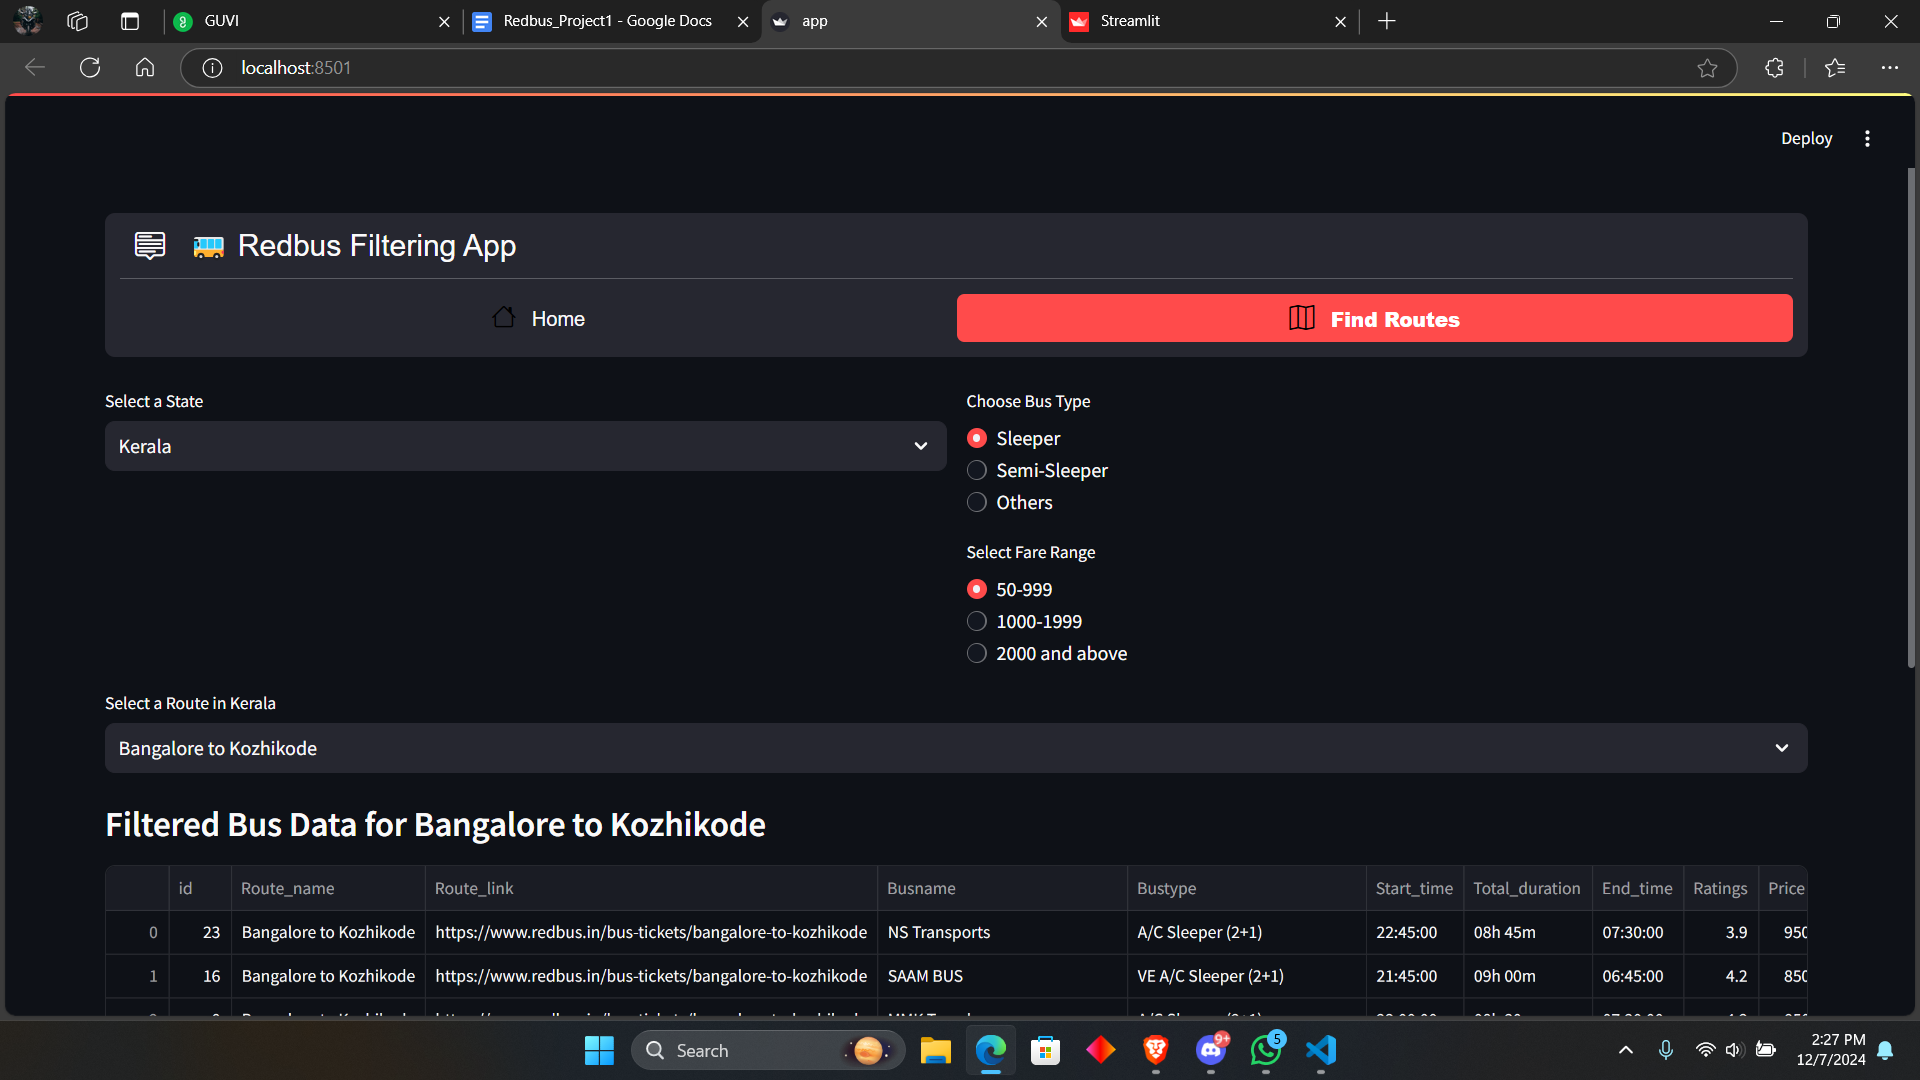 GUVI
Redbus_Project1 - Google Docs
app
Streamlit
localhost:8501
Deploy
Redbus Filtering App
Home
Find Routes
Select a State
Kerala
Choose Bus Type
Sleeper
Semi-Sleeper
Others
Select Fare Range
50-999
1000-1999
2000 and above
Select a Route in Kerala
Bangalore to Kozhikode
Filtered Bus Data for Bangalore to Kozhikode
id Route_name Route_link Busname Bustype Start_time Total_duration End_time Ratings Price
0 23 Bangalore to Kozhikode https://www.redbus.in/bus-tickets/bangalore-to-kozhikode NS Transports A/C Sleeper (2+1) 22:45:00 08h 45m 07:30:00 3.9 950
1 16 Bangalore to Kozhikode https://www.redbus.in/bus-tickets/bangalore-to-kozhikode SAAM BUS VE A/C Sleeper (2+1) 21:45:00 09h 00m 06:45:00 4.2 850
Search
9+
5
2:27 PM
12/7/2024